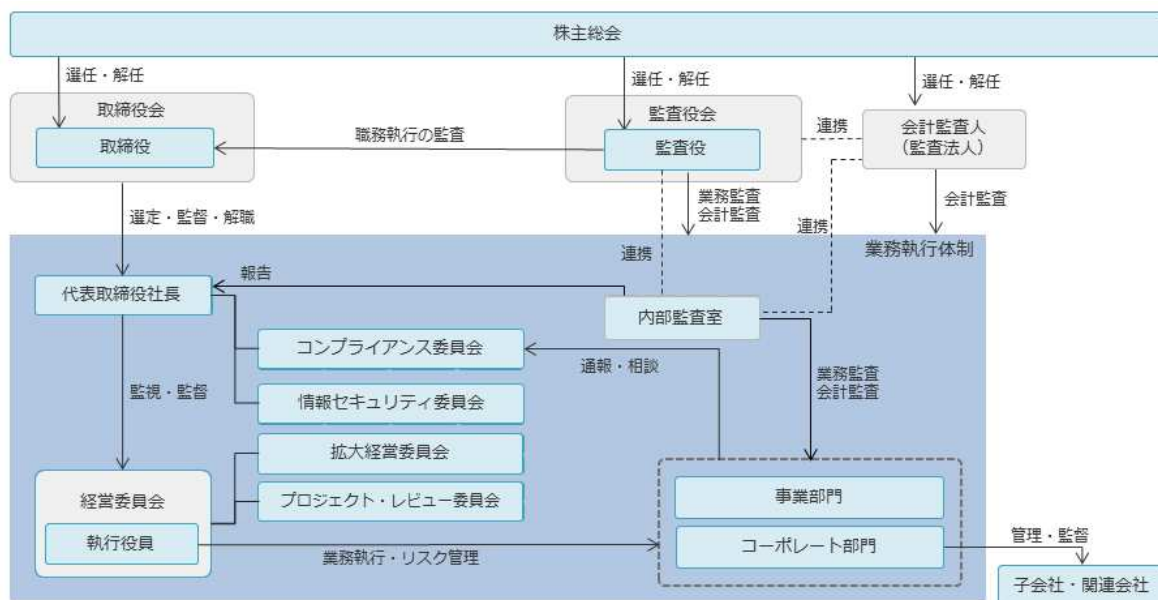 株主総会
選任・解任
選任・解任
選任・解任
取締役会
取締役
職務執行の監査
監査役会
監査役
連携
会計監査人
（監査法人）
選定・監督・解職
業務監査
会計監査
連携
会計監査
連携
業務執行体制
報告
代表取締役社長
内部監査室
コンプライアンス委員会
通報・相談
業務監査
会計監査
監視・監督
情報セキュリティ委員会
拡大経営委員会
経営委員会
プロジェクト・レビュー委員会
事業部門
執行役員
業務執行・リスク管理
コーポレート部門
管理・監督
子会社・関連会社